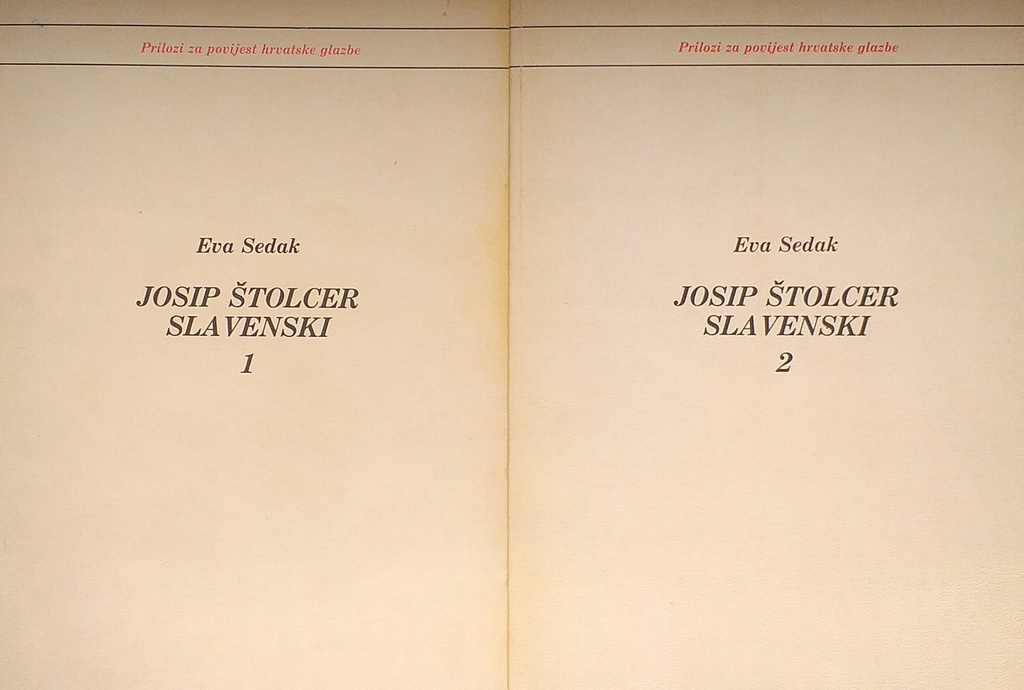 Prilozi za povijest hrvatske glazbe
Eva Sedak
JOSIP ŠTOLCER
SLAVENSKI
1
Prilozi za povijest hrvatske glazbe
Eva Sedak
JOSIP ŠTOLCER
SLAVENSKI
2